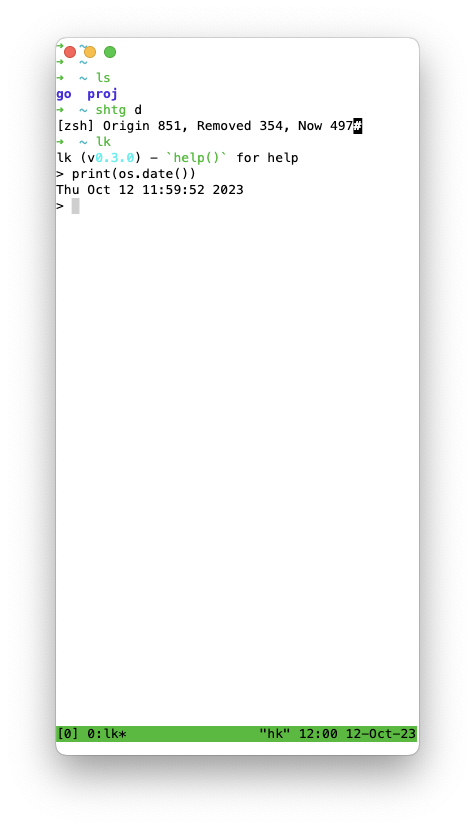 ➜ ~
➜ ~
➜ ~ ls
go proj
➜ ~ shtg d
[zsh] Origin 851, Removed 354, Now 497#
➜ ~ lk
lk (v0.3.0) – `help()` for help
> print(os.date())
Thu Oct 12 11:59:52 2023
>
[0] 0:lk* "hk" 12:00 12-Oct-23